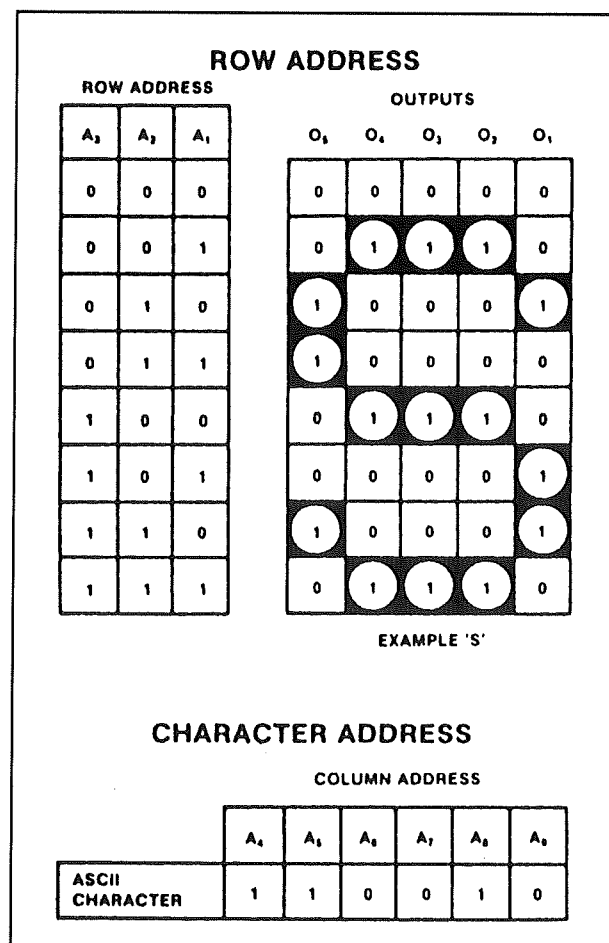 ROW ADDRESS
ROW ADDRESS
OUTPUTS
A₃ A₂ A₁ O₅ O₄ O₃ O₂ O₁
0 0 0 0 0 0 0 0
0 0 1 0 1 1 1 0
0 1 0 1 0 0 0 1
0 1 1 1 0 0 0 0
1 0 0 0 1 1 1 0
1 0 1 0 0 0 0 1
1 1 0 1 0 0 0 1
1 1 1 0 1 1 1 0
EXAMPLE 'S'
CHARACTER ADDRESS
COLUMN ADDRESS
A₄ A₅ A₆ A₇ A₈ A₉
ASCII
CHARACTER 1 1 0 0 1 0